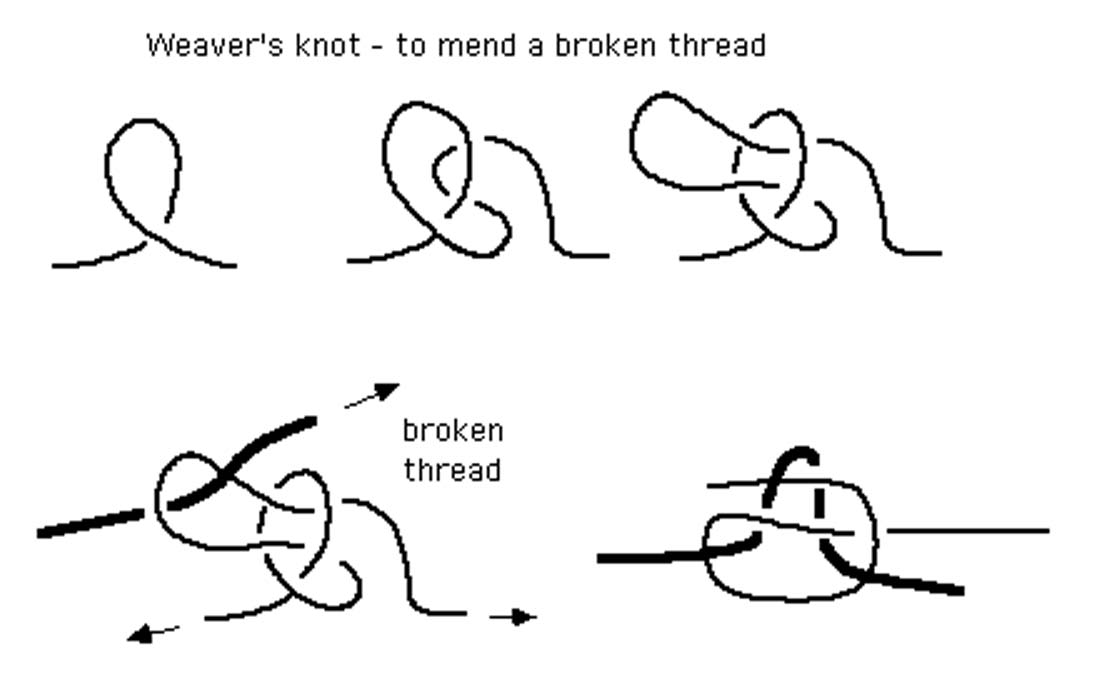 Weaver's knot - to mend a broken thread
broken
thread